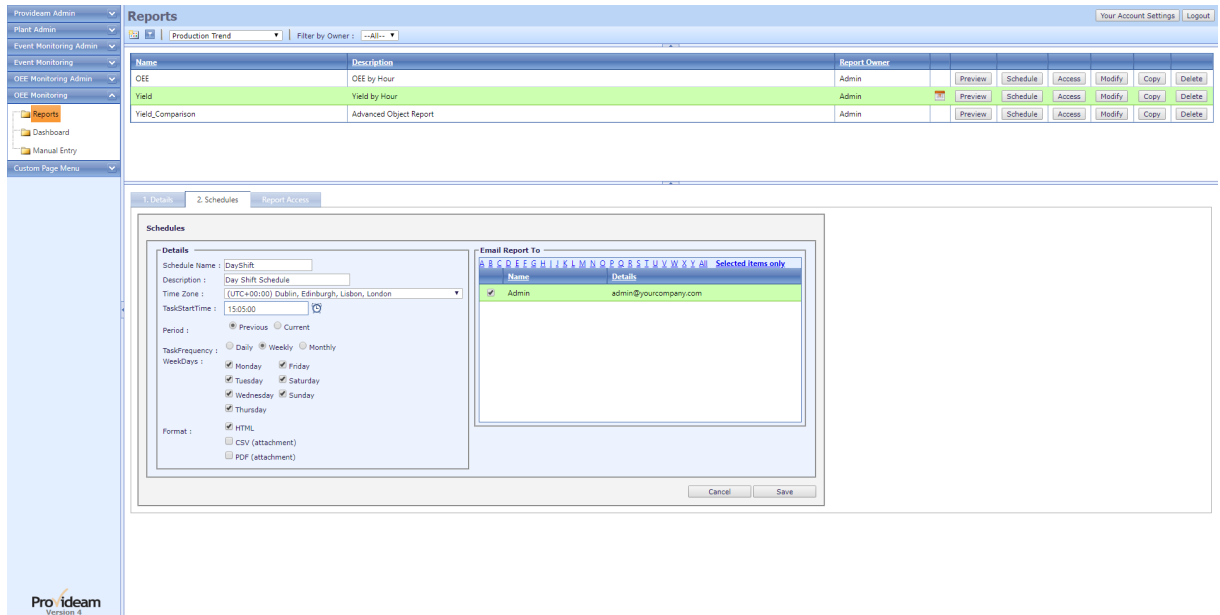 Provideam Admin
Plant Admin
Event Monitoring Admin
Event Monitoring
OEE Monitoring Admin
OEE Monitoring
Reports
Dashboard
Manual Entry
Custom Page Menu
Reports
Your Account Settings Logout
Production Trend Filter by Owner : --All--
Name Description Report Owner
OEE OEE by Hour Admin Preview Schedule Access Modify Copy Delete
Yield Yield by Hour Admin Preview Schedule Access Modify Copy Delete
Yield_Comparison Advanced Object Report Admin Preview Schedule Access Modify Copy Delete
1. Details 2. Schedules Report Access
Schedules
Details
Schedule Name : DayShift
Description : Day Shift Schedule
Time Zone : (UTC+00:00) Dublin, Edinburgh, Lisbon, London
TaskStartTime : 15:05:00
Period : Previous Current
TaskFrequency : Daily Weekly Monthly
WeekDays :
Monday Friday
Tuesday Saturday
Wednesday Sunday
Thursday
Format : HTML
CSV (attachment)
PDF (attachment)
Email Report To
A B C D E F G H I J K L M N O P Q R S T U V W X Y All Selected items only
Name Details
Admin admin@yourcompany.com
Cancel Save
Provideam
Version 4